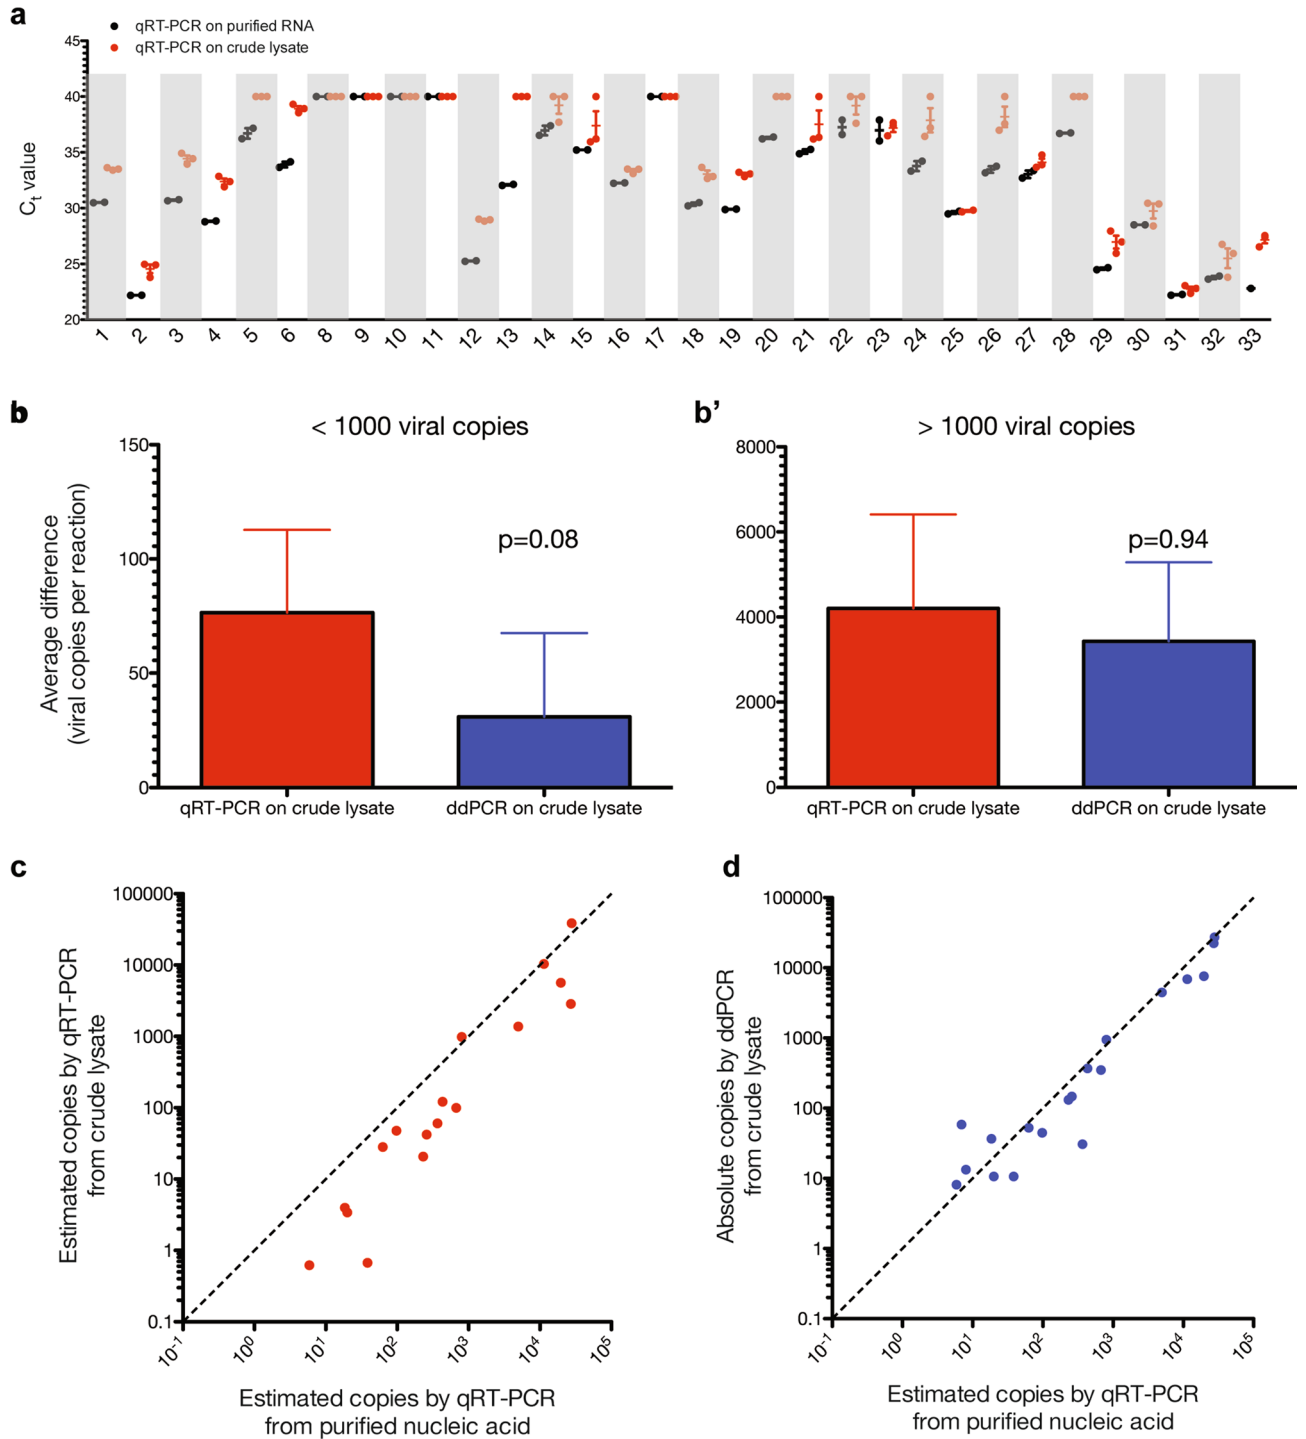 a
qRT-PCR on purified RNA
qRT-PCR on crude lysate
Ct value
45
40
35
30
25
20
1 2 3 4 5 6 8 9 10 11 12 13 14 15 16 17 18 19 20 21 22 23 24 25 26 27 28 29 30 31 32 33
b
< 1000 viral copies
Average difference
(viral copies per reaction)
150
100
50
0
p=0.08
qRT-PCR on crude lysate ddPCR on crude lysate
b’
> 1000 viral copies
8000
6000
4000
2000
0
p=0.94
qRT-PCR on crude lysate ddPCR on crude lysate
c
Estimated copies by qRT-PCR
from crude lysate
100000
10000
1000
100
10
1
0.1
10-1 100 101 102 103 104 105
Estimated copies by qRT-PCR
from purified nucleic acid
d
Absolute copies by ddPCR
from crude lysate
100000
10000
1000
100
10
1
0.1
10-1 100 101 102 103 104 105
Estimated copies by qRT-PCR
from purified nucleic acid